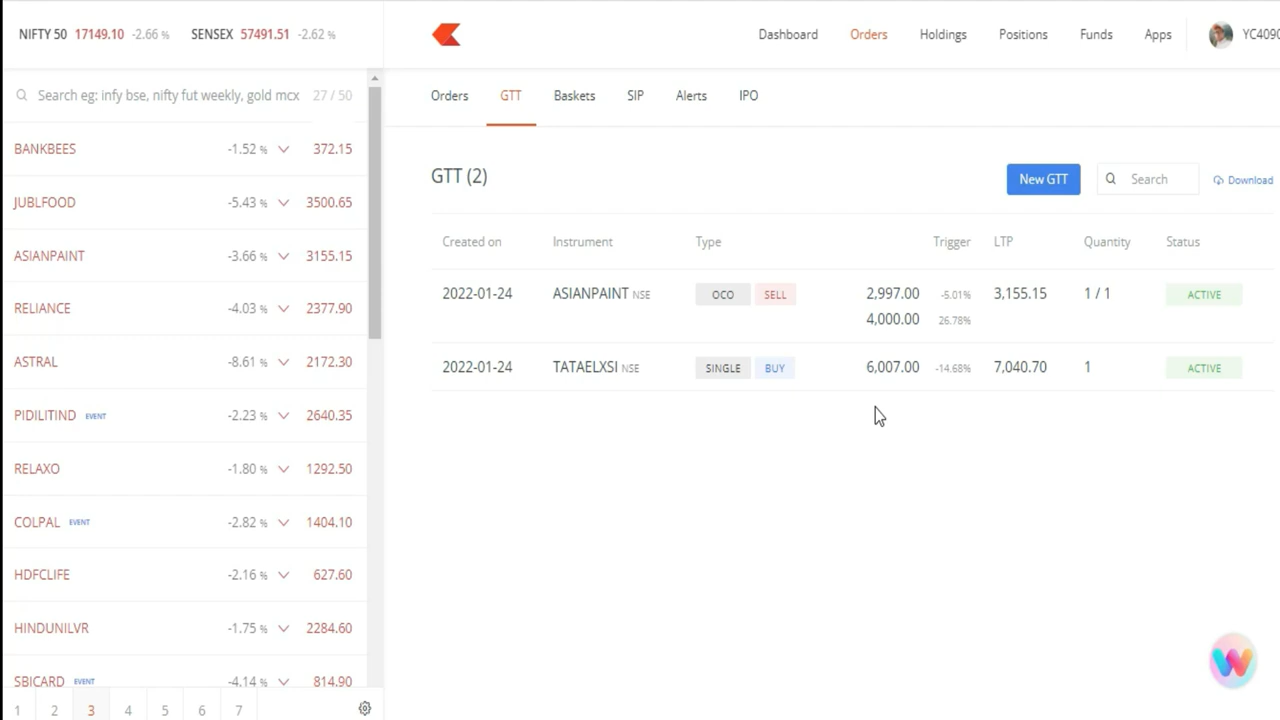 NIFTY 50 17149.10 -2.66 % SENSEX 57491.51 -2.62 %
Dashboard Orders Holdings Positions Funds Apps YC4090
Search eg: infy bse, nifty fut weekly, gold mcx 27 / 50
Orders GTT Baskets SIP Alerts IPO
BANKBEES -1.52 % 372.15
JUBLFOOD -5.43 % 3500.65
ASIANPAINT -3.66 % 3155.15
RELIANCE -4.03 % 2377.90
ASTRAL -8.61 % 2172.30
PIDILITIND EVENT -2.23 % 2640.35
RELAXO -1.80 % 1292.50
COLPAL EVENT -2.82 % 1404.10
HDFCLIFE -2.16 % 627.60
HINDUNILVR -1.75 % 2284.60
SBICARD EVENT -4.14 % 814.90
1 2 3 4 5 6 7
GTT (2)
New GTT Search Download
Created on Instrument Type Trigger LTP Quantity Status
2022-01-24 ASIANPAINT NSE OCO SELL 2,997.00 -5.01% 3,155.15 1 / 1 ACTIVE
4,000.00 26.78%
2022-01-24 TATAELXSI NSE SINGLE BUY 6,007.00 -14.68% 7,040.70 1 ACTIVE
W